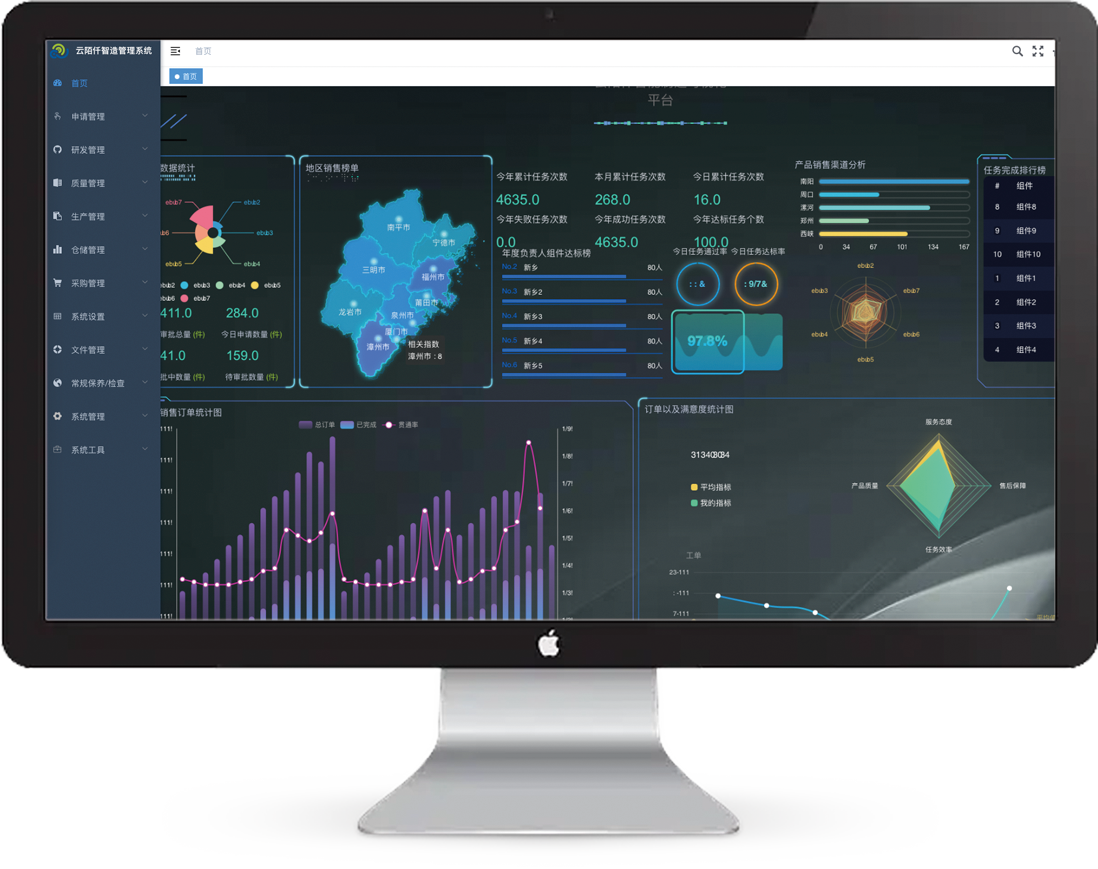 云陌仟智造管理系统
首页
首页
首页
申请管理
研发管理
质量管理
生产管理
仓储管理
采购管理
系统设置
文件管理
常规保养/检查
系统管理
系统工具
平台
数据统计
ebub7
ebub2
ebub3
ebub5
ebub4
ebub3
ebub4
ebub5
ebub6
ebub7
411.0
284.0
审批总量 (件)
今日申请数量 (件)
41.0
159.0
批中数量 (件)
待审批数量 (件)
地区销售榜单
南平市
宁德市
三明市
福州市
莆田市
龙岩市
泉州市
厦门市
漳州市
相关指数
漳州市 : 8
今年累计任务次数
本月累计任务次数
今日累计任务次数
4635.0
268.0
16.0
今年失败任务次数
今年成功任务次数
今年达标任务个数
0.0
4635.0
100.0
年度负责人组件达标榜
No.2 新乡 80人
No.3 新乡2 80人
No.4 新乡3 80人
No.5 新乡4 80人
No.6 新乡5 80人
今日任务通过率
今日任务达标率
: : &
: 9/7&
97.8%
产品销售渠道分析
南阳
周口
漯河
郑州
西峡
0 34 67 101 134 167
ebub2
ebub3
ebub7
ebub4
ebub6
ebub5
任务完成排行榜
# 组件
8 组件8
9 组件9
10 组件10
1 组件1
2 组件2
3 组件3
4 组件4
销售订单统计图
总订单
已完成
贯通率
订单以及满意度统计图
平均指标
我的指标
服务态度
产品质量
售后保障
任务效率
工单
23-111
: -111
7-111